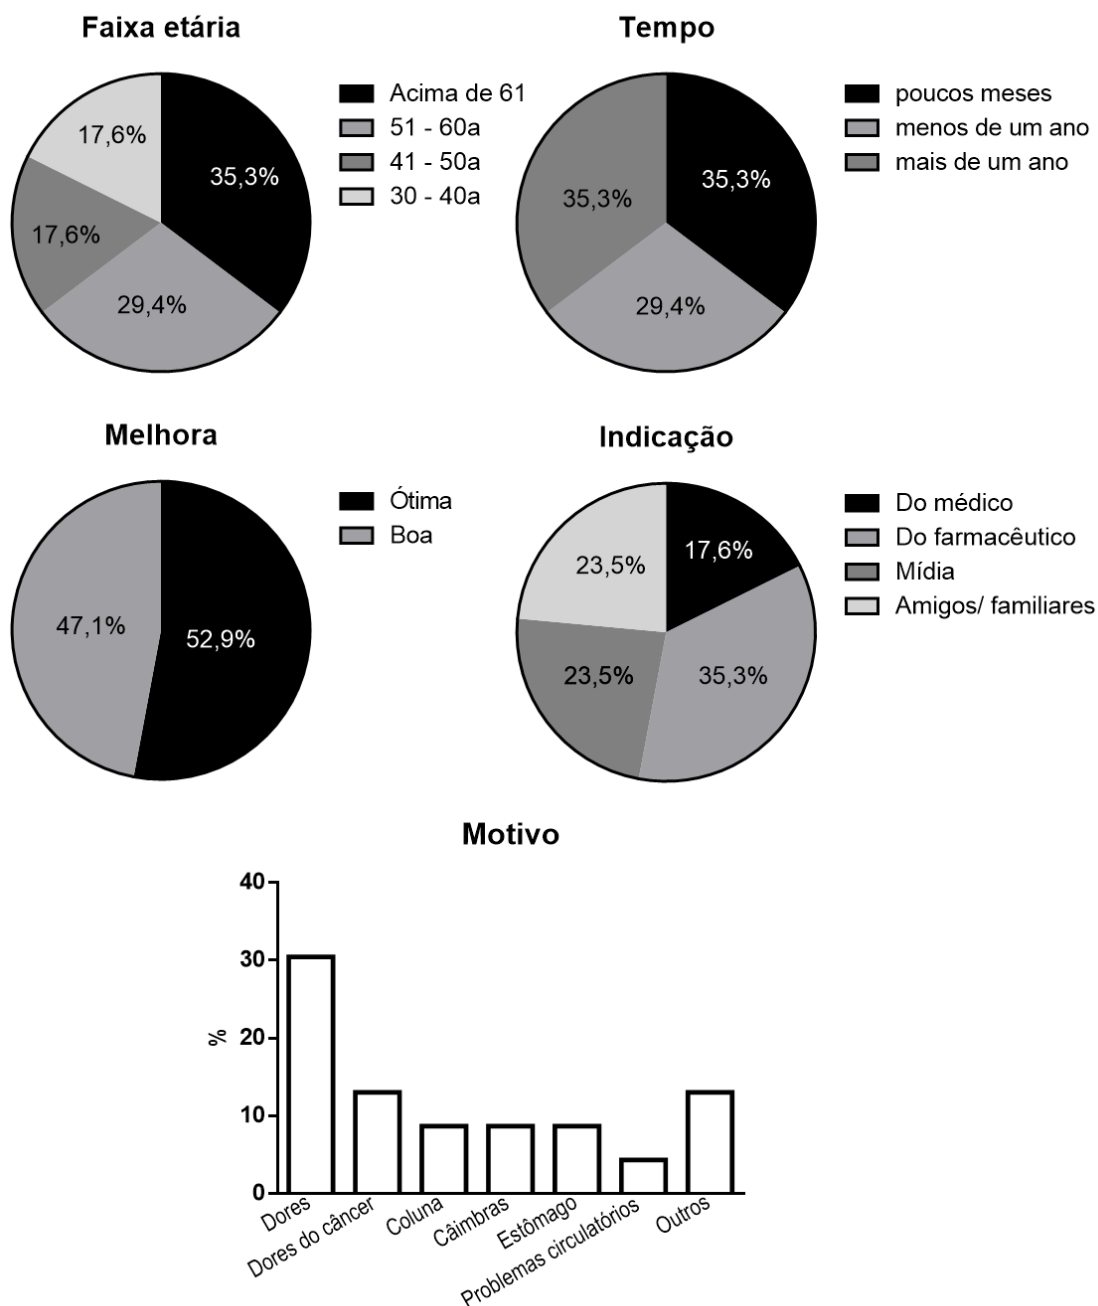 Faixa etária
17,6%
35,3%
17,6%
29,4%
Acima de 61
51 - 60a
41 - 50a
30 - 40a
Tempo
35,3%
35,3%
29,4%
poucos meses
menos de um ano
mais de um ano
Melhora
47,1%
52,9%
Ótima
Boa
Indicação
23,5%
17,6%
23,5%
35,3%
Do médico
Do farmacêutico
Mídia
Amigos/ familiares
Motivo
%
40
30
20
10
0
Dores
Dores do câncer
Coluna
Câimbras
Estômago
Problemas circulatórios
Outros